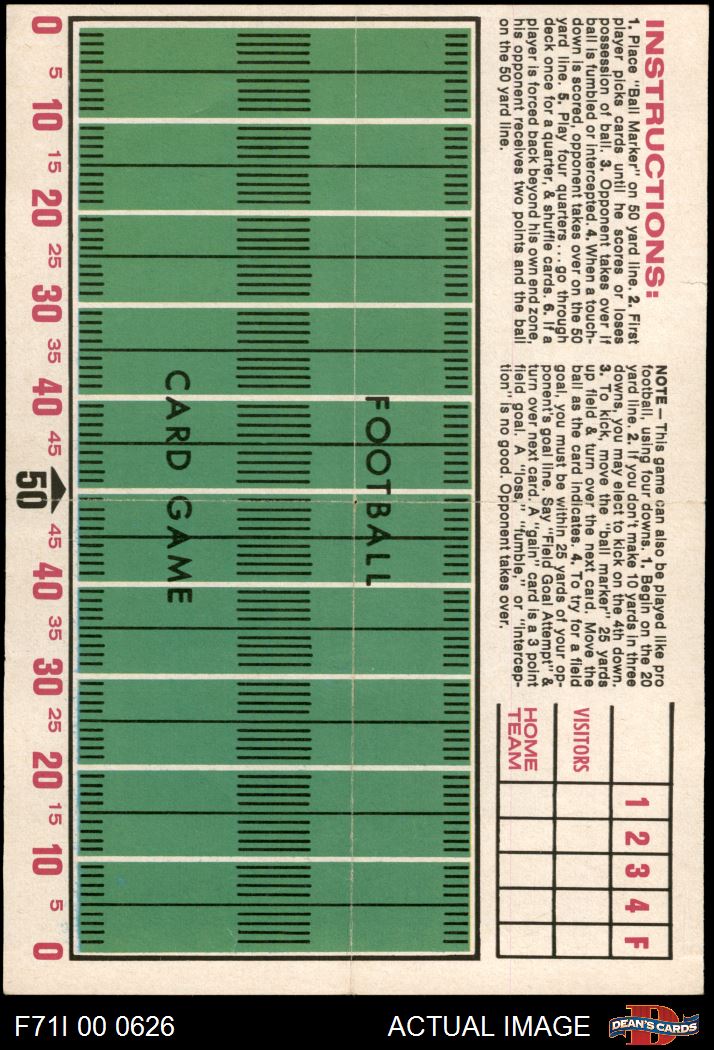 INSTRUCTIONS:
1. Place "Ball Marker" on 50 yard line. 2. First
player picks cards until he scores or loses
possession of ball. 3. Opponent takes over if
ball is fumbled or intercepted. 4. When a touch-
down is scored, opponent takes over on the 50
yard line. 5. Play four quarters . . . go through
deck once for a quarter, & shuffle cards. 6. If a
player is forced back beyond his own end zone,
his opponent receives two points and the ball
on the 50 yard line.
NOTE — This game can also be played like pro
football, using four downs. 1. Begin on the 20
yard line. 2. If you don't make 10 yards in three
downs, you may elect to kick on the 4th down.
3. To kick, move the "ball marker" 25 yards
up field & turn over the next card. Move the
ball as the card indicates. 4. To try for a field
goal, you must be within 25 yards of your op-
ponent's goal line. Say "Field Goal Attempt" &
turn over next card. A "gain" card is a 3 point
field goal. A "loss," "fumble," or "intercep-
tion" is no good. Opponent takes over.
1 2 3 4 F
VISITORS
HOME
TEAM
FOOTBALL
CARD GAME
0 5 10 15 20 25 30 35 40 45 50 45 40 35 30 25 20 15 10 5 0
F71I 00 0626
ACTUAL IMAGE
D
DEAN'S CARDS